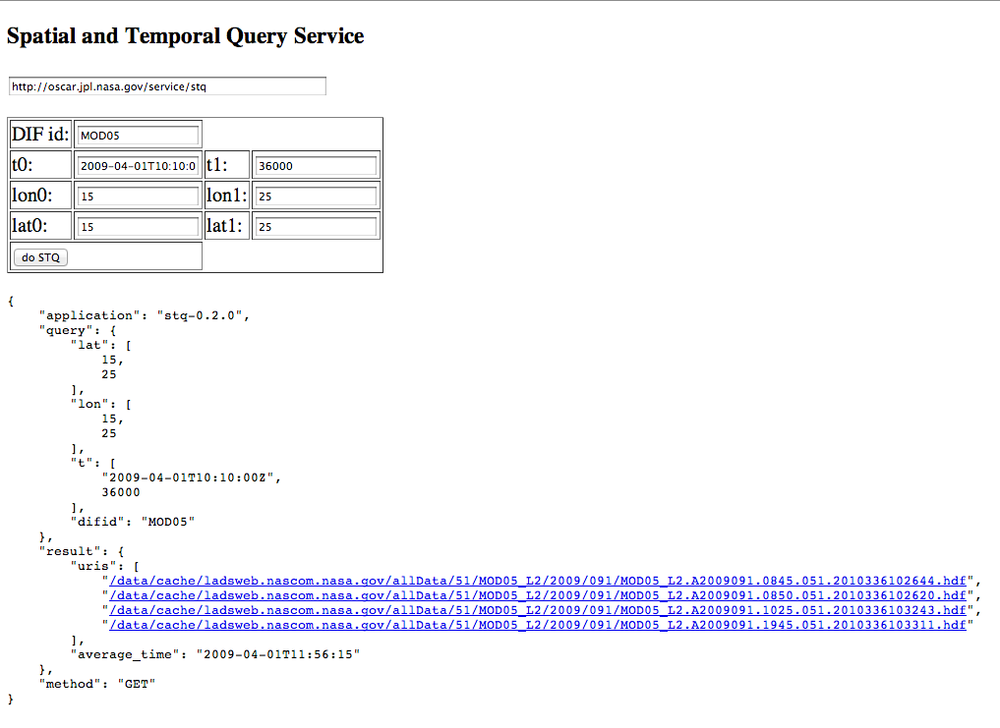 Spatial and Temporal Query Service
http://oscar.jpl.nasa.gov/service/stq
DIF id: MOD05
t0: 2009-04-01T10:10:0 t1: 36000
lon0: 15 lon1: 25
lat0: 15 lat1: 25
do STQ
{
    "application": "stq-0.2.0",
    "query": {
        "lat": [
            15,
            25
        ],
        "lon": [
            15,
            25
        ],
        "t": [
            "2009-04-01T10:10:00Z",
            36000
        ],
        "difid": "MOD05"
    },
    "result": {
        "uris": [
            "/data/cache/ladsweb.nascom.nasa.gov/allData/51/MOD05_L2/2009/091/MOD05_L2.A2009091.0845.051.2010336102644.hdf",
            "/data/cache/ladsweb.nascom.nasa.gov/allData/51/MOD05_L2/2009/091/MOD05_L2.A2009091.0850.051.2010336102620.hdf",
            "/data/cache/ladsweb.nascom.nasa.gov/allData/51/MOD05_L2/2009/091/MOD05_L2.A2009091.1025.051.2010336103243.hdf",
            "/data/cache/ladsweb.nascom.nasa.gov/allData/51/MOD05_L2/2009/091/MOD05_L2.A2009091.1945.051.2010336103311.hdf"
        ],
        "average_time": "2009-04-01T11:56:15"
    },
    "method": "GET"
}